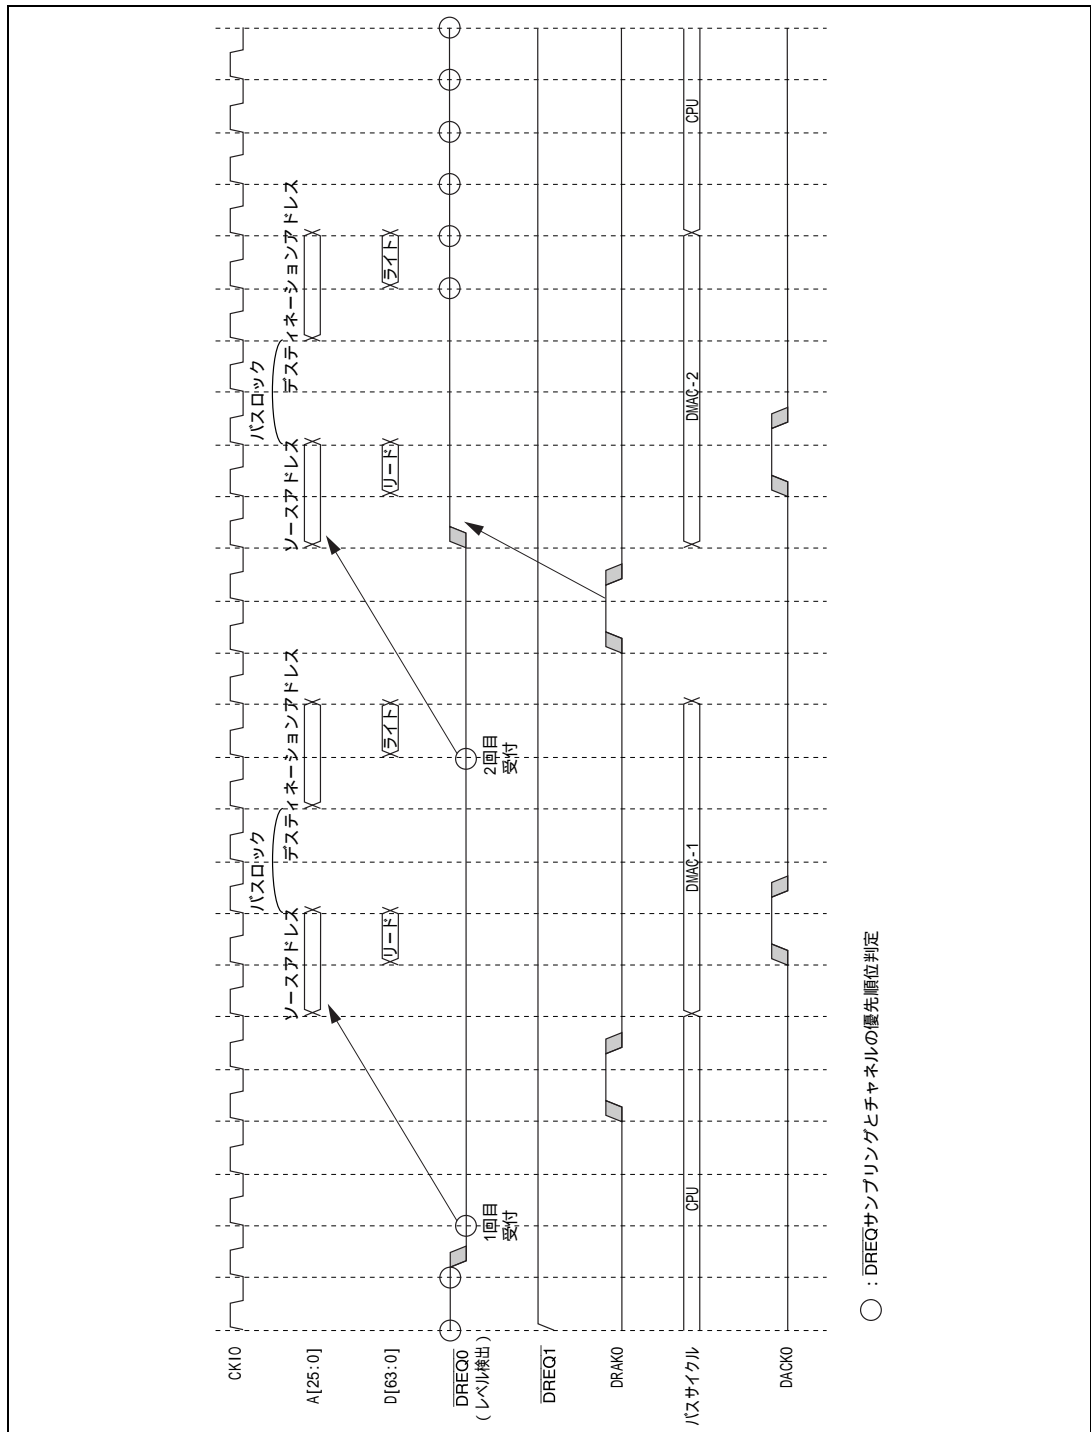 CKIO
バスロック
バスロック
A[25:0]
ソースアドレス
デスティネーションアドレス
ソースアドレス
デスティネーションアドレス
D[63:0]
リード
ライト
リード
ライト
DREQ0
(レベル検出)
1回目
受付
2回目
受付
DREQ1
DRAK0
バスサイクル
CPU
DMAC-1
DMAC-2
CPU
DACK0
○ : DREQサンプリングとチャネルの優先順位判定